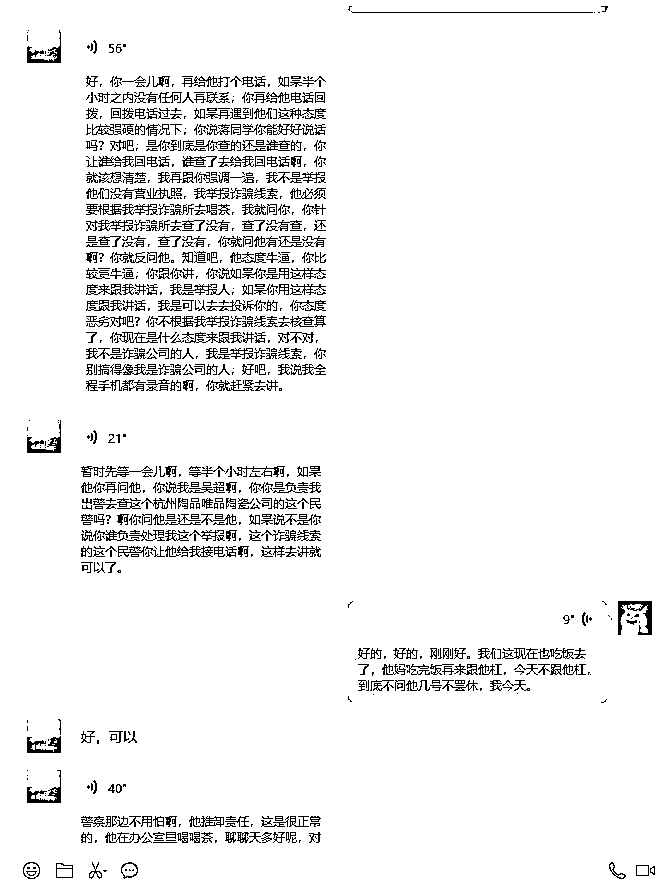 56"
好，你一会儿啊，再给他打个电话，如果半个
小时之内没有任何人再联系；你再给他电话回
拨，回拨电话过去，如果再遇到他们这种态度
比较强硬的情况下；你说蒋同学你能好好说话
吗？对吧；是你到底是你查的还是谁查的，你
让谁给我回电话，谁查了去给我回电话啊，你
就该想清楚，我再跟你强调一追，我不是举报
他们没有营业执照，我举报诈骗线索，他必须
要根据我举报诈骗所去喝茶，我就问你，你针
对我举报诈骗所去查了没有，查了没有查，还
是查了没有，查了没有，你就问他有还是没有
啊？你就反问他。知道吧，他态度牛逼，你比
较更牛逼；你跟你讲，你说如果你是用这样态
度来跟我讲话，我是举报人；如果你用这样态
度跟我讲话，我是可以去去投诉你的，你态度
恶劣对吧？你不根据我举报诈骗线索去核查算
了，你现在是什么态度来跟我讲话，对不对，
我不是诈骗公司的人，我是举报诈骗线索，你
别搞得像我是诈骗公司的人；好吧，我说我全
程手机都有录音的啊，你就赶紧去讲。
21"
暂时先等一会儿啊，等半个小时左右啊，如果
他你再问他，你说我是吴超啊，你你是负责我
出警去查这个杭州陶品唯品陶瓷公司的这个民
警吗？啊你问他是还是不是他，如果说不是你
说你谁负责处理我这个举报啊，这个诈骗线索
的这个民警你让他给我接电话啊，这样去讲就
可以了。
9"
好的，好的，刚刚好。我们这现在也吃饭去
了，他妈吃完饭再来跟他杠，今天不跟他杠，
到底不问他几号不罢休，我今天。
好，可以
40"
警察那边不用怕啊，他推卸责任，这是很正常
的，他在办公室里喝喝茶，聊聊天多好呢，对